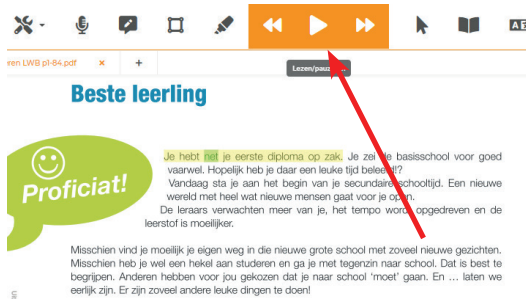 A
eren LWB p1-84.pdf × +
Lezen/pauz
Beste leerling
Je hebt net je eerste diploma op zak. Je zei de basisschool voor goed
vaarwel. Hopelijk heb je daar een leuke tijd beleefd!?
Proficiat!
Vandaag sta je aan het begin van je secundaire schooltijd. Een nieuwe
wereld met heel wat nieuwe mensen gaat voor je open.
De leraars verwachten meer van je, het tempo wordt opgedreven en de
leerstof is moeilijker.
Misschien vind je moeilijk je eigen weg in die nieuwe grote school met zoveel nieuwe gezichten.
Misschien heb je wel een hekel aan studeren en ga je met tegenzin naar school. Dat is best te
begrijpen. Anderen hebben voor jou gekozen dat je naar school ‘moet’ gaan. En … laten we
eerlijk zijn. Er zijn zoveel andere leuke dingen te doen!